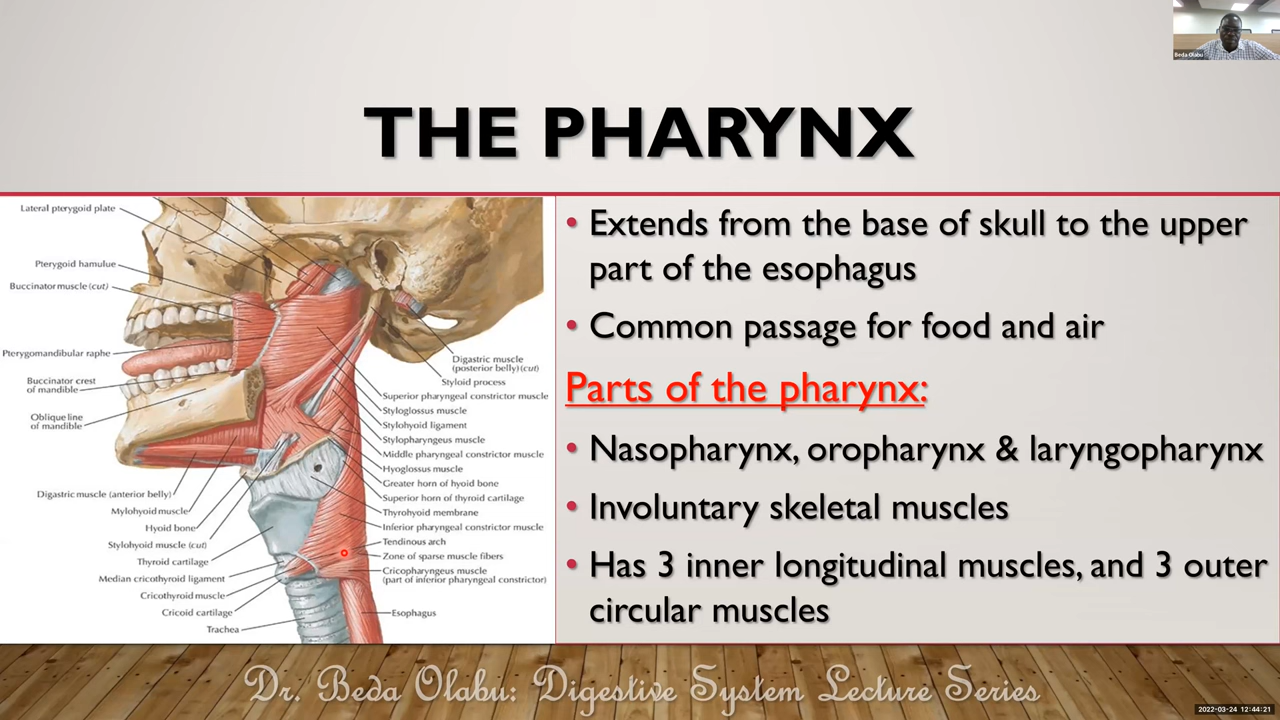 Beda Olabu
THE PHARYNX
Lateral pterygoid plate
Pterygoid hamulue
Buccinator muscle (cut)
Pterygomandibular raphe
Buccinator crest
of mandible
Oblique line
of mandible
Digastric muscle (anterior belly)
Mylohyoid muscle
Hyoid bone
Stylohyoid muscle (cut)
Thyroid cartilage
Median cricothyroid ligament
Cricothyroid muscle
Cricoid cartilage
Trachea
Digastric muscle
(posterior belly) (cut)
Styloid process
Superior pharyngeal constrictor muscle
Styloglossus muscle
Stylohyoid ligament
Stylopharyngeus muscle
Middle pharyngeal constrictor muscle
Hyoglossus muscle
Greater horn of hyoid bone
Superior horn of thyroid cartilage
Thyrohyoid membrane
Inferior pharyngeal constrictor muscle
Tendinous arch
Zone of sparse muscle fibers
Cricopharyngeus muscle
(part of inferior pharyngeal constrictor)
Esophagus
• Extends from the base of skull to the upper
part of the esophagus
• Common passage for food and air
Parts of the pharynx:
• Nasopharynx, oropharynx & laryngopharynx
• Involuntary skeletal muscles
• Has 3 inner longitudinal muscles, and 3 outer
circular muscles
Dr. Beda Olabu: Digestive System Lecture Series
2022-03-24 12:44:21